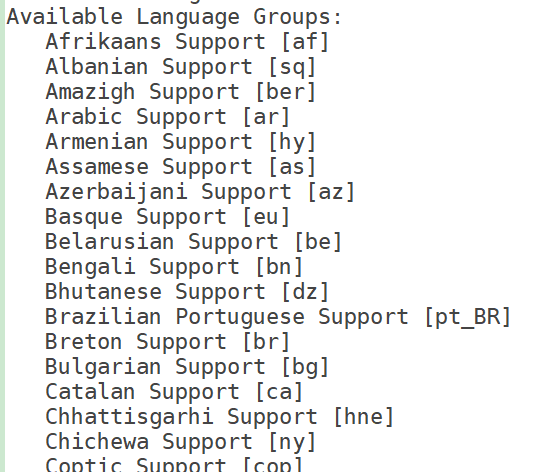 Available Language Groups:
Afrikaans Support [af]
Albanian Support [sq]
Amazigh Support [ber]
Arabic Support [ar]
Armenian Support [hy]
Assamese Support [as]
Azerbaijani Support [az]
Basque Support [eu]
Belarusian Support [be]
Bengali Support [bn]
Bhutanese Support [dz]
Brazilian Portuguese Support [pt_BR]
Breton Support [br]
Bulgarian Support [bg]
Catalan Support [ca]
Chhattisgarhi Support [hne]
Chichewa Support [ny]
Coptic Support [cop]